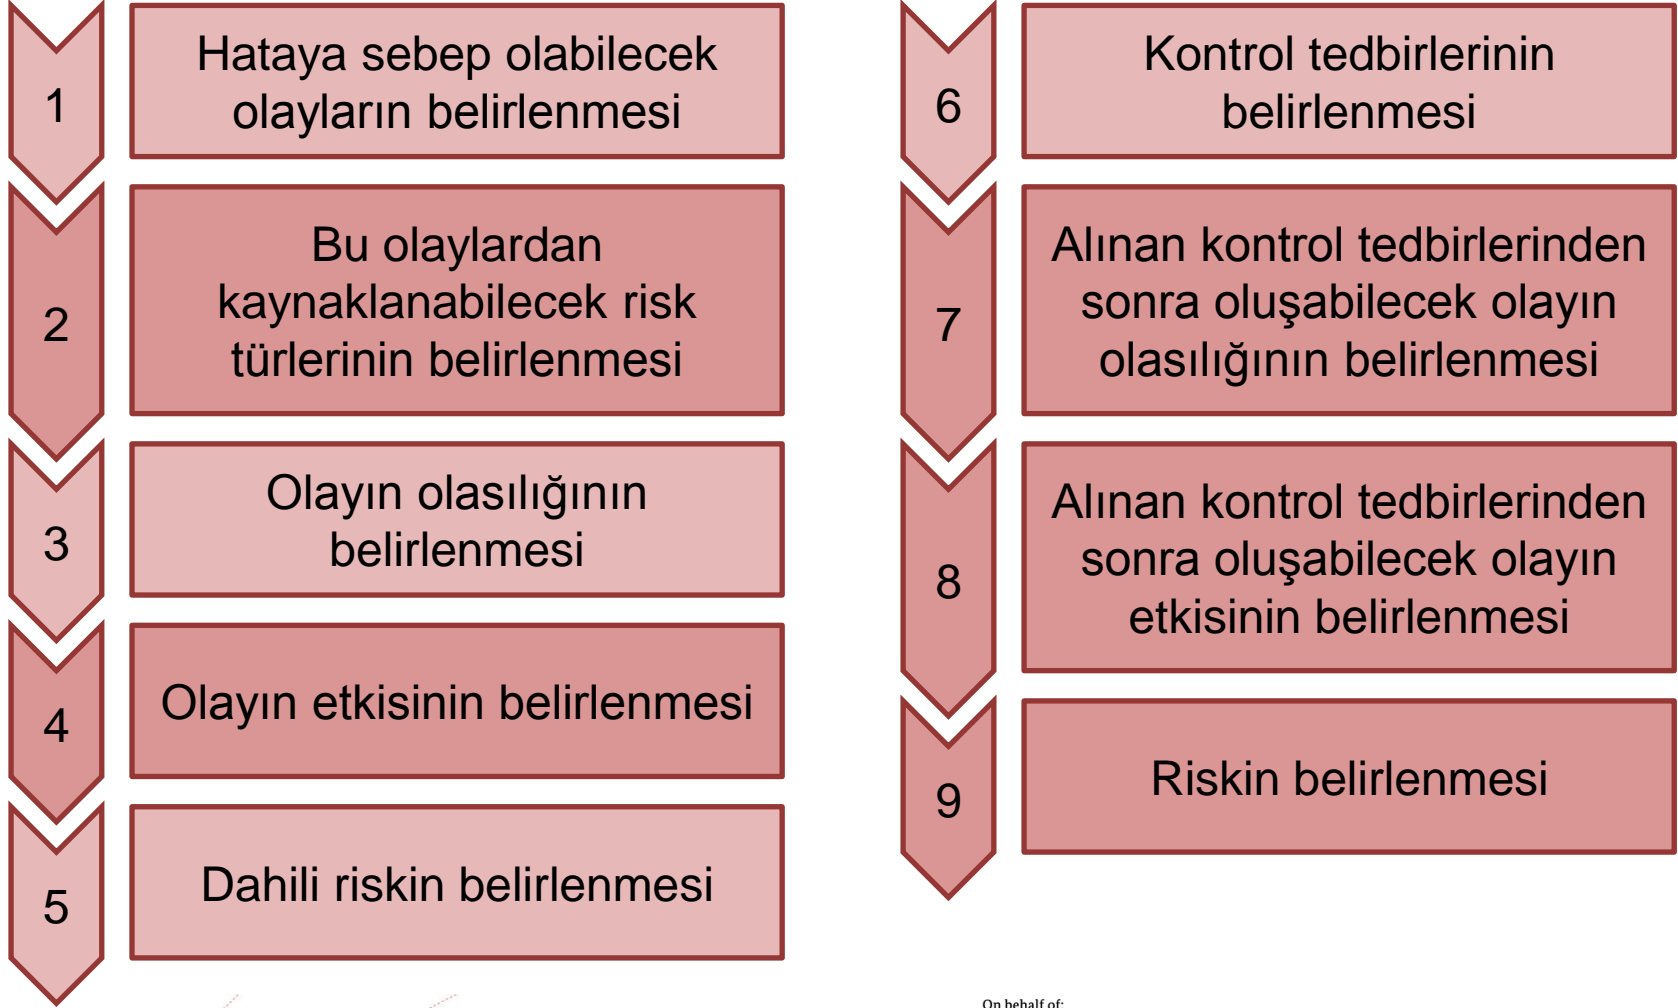 1
Hataya sebep olabilecek
olayların belirlenmesi
2
Bu olaylardan
kaynaklanabilecek risk
türlerinin belirlenmesi
3
Olayın olasılığının
belirlenmesi
4
Olayın etkisinin belirlenmesi
5
Dahili riskin belirlenmesi
6
Kontrol tedbirlerinin
belirlenmesi
7
Alınan kontrol tedbirlerinden
sonra oluşabilecek olayın
olasılığının belirlenmesi
8
Alınan kontrol tedbirlerinden
sonra oluşabilecek olayın
etkisinin belirlenmesi
9
Riskin belirlenmesi
On behalf of: